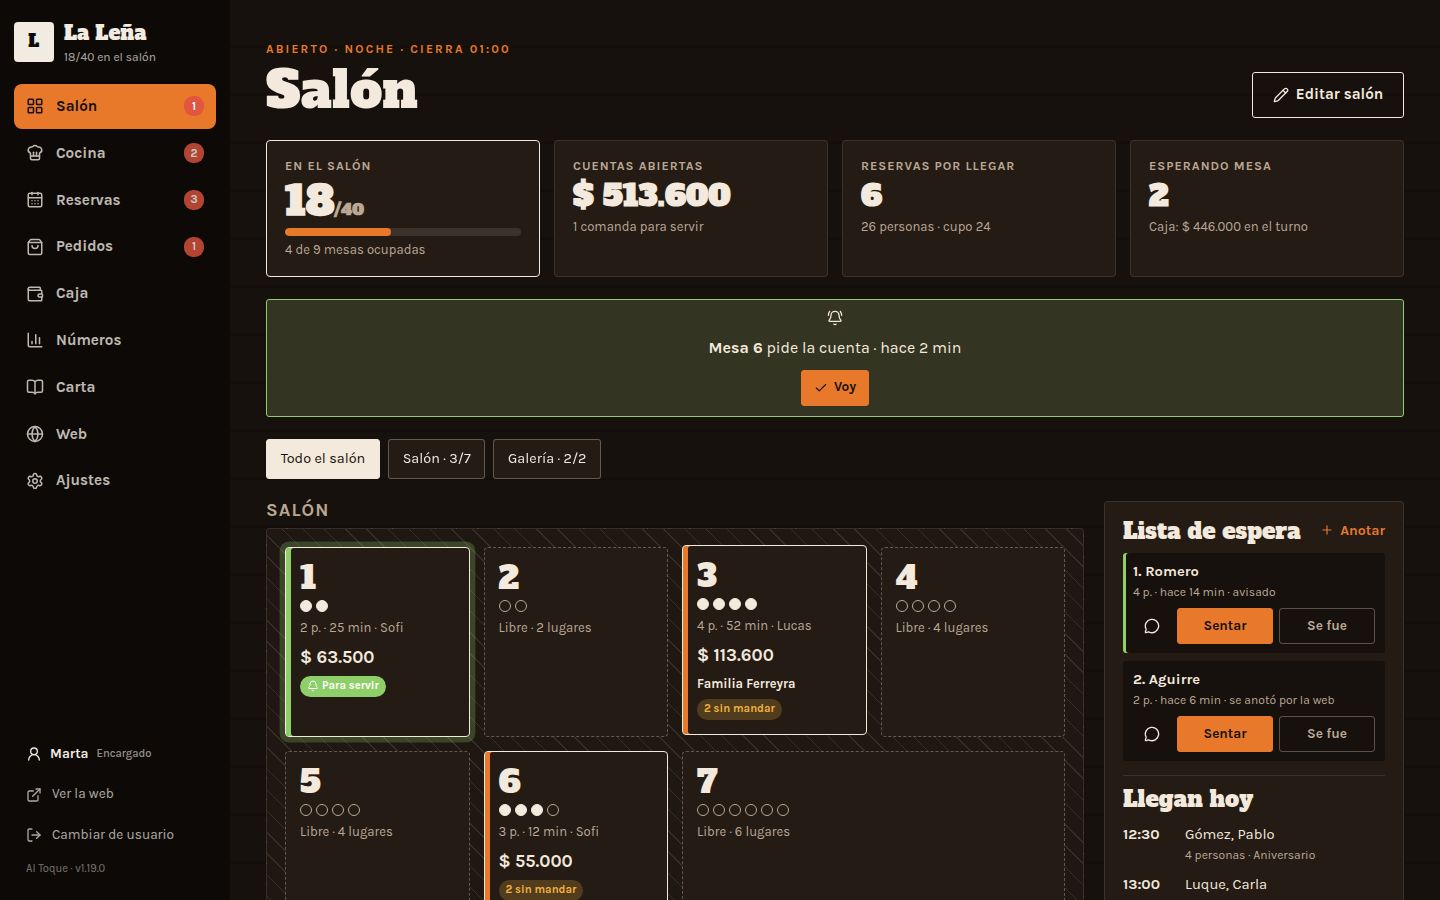 L
La Leña
18/40 en el salón
Salón 1
Cocina 2
Reservas 3
Pedidos 1
Caja
Números
Carta
Web
Ajustes
Marta Encargado
Ver la web
Cambiar de usuario
Al Toque · v1.19.0
ABIERTO · NOCHE · CIERRA 01:00
Salón
Editar salón
EN EL SALÓN
18/40
4 de 9 mesas ocupadas
CUENTAS ABIERTAS
$ 513.600
1 comanda para servir
RESERVAS POR LLEGAR
6
26 personas · cupo 24
ESPERANDO MESA
2
Caja: $ 446.000 en el turno
Mesa 6 pide la cuenta · hace 2 min
Voy
Todo el salón
Salón · 3/7
Galería · 2/2
SALÓN
1
2 p. · 25 min · Sofi
$ 63.500
Para servir
2
Libre · 2 lugares
3
4 p. · 52 min · Lucas
$ 113.600
Familia Ferreyra
2 sin mandar
4
Libre · 4 lugares
5
Libre · 4 lugares
6
3 p. · 12 min · Sofi
$ 55.000
2 sin mandar
7
Libre · 6 lugares
Lista de espera
+ Anotar
1. Romero
4 p. · hace 14 min · avisado
Sentar
Se fue
2. Aguirre
2 p. · hace 6 min · se anotó por la web
Sentar
Se fue
Llegan hoy
12:30 Gómez, Pablo
4 personas · Aniversario
13:00 Luque, Carla